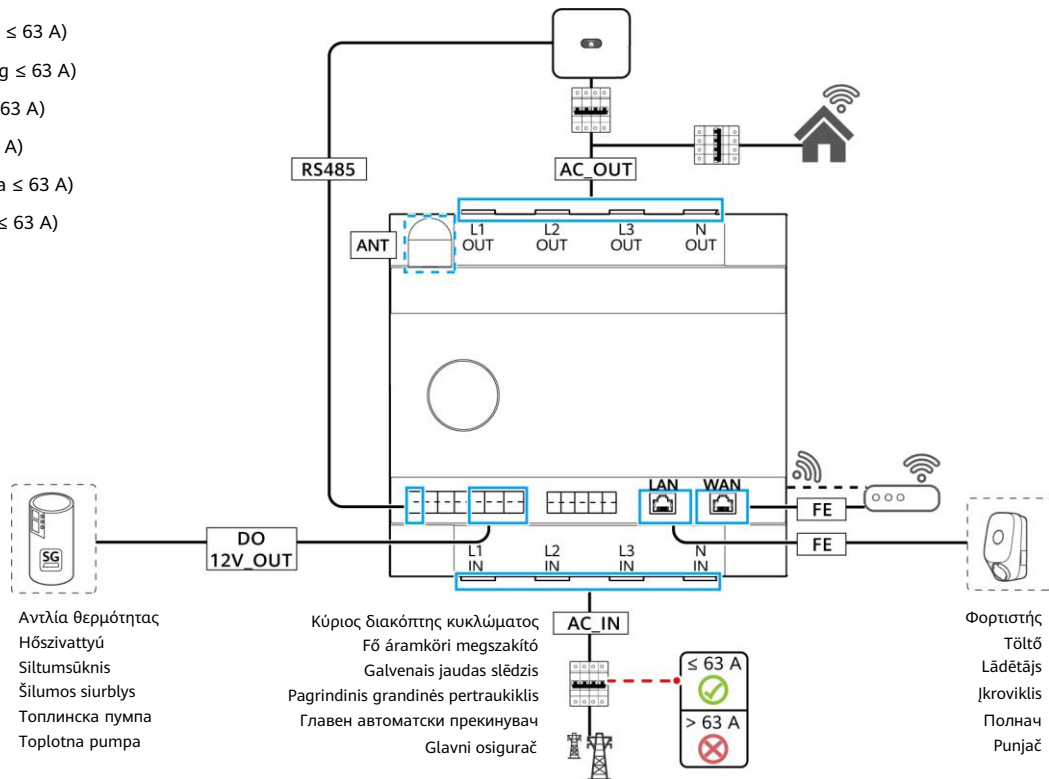 ≤ 63 A)
g ≤ 63 A)
63 A)
A)
a ≤ 63 A)
≤ 63 A)
RS485
AC_OUT
ANT
L1 OUT
L2 OUT
L3 OUT
N OUT
LAN
WAN
FE
FE
DO
12V_OUT
SG
L1 IN
L2 IN
L3 IN
N IN
AC_IN
≤ 63 A
> 63 A
Αντλία θερμότητας
Hőszivattyú
Siltumsūknis
Šilumos siurblys
Топлинска пумпа
Toplotna pumpa
Κύριος διακόπτης κυκλώματος
Fő áramköri megszakító
Galvenais jaudas slēdzis
Pagrindinis grandinės pertraukiklis
Главен автоматски прекинувач
Glavni osigurač
Φορτιστής
Töltő
Lādētājs
Įkroviklis
Полнач
Punjač